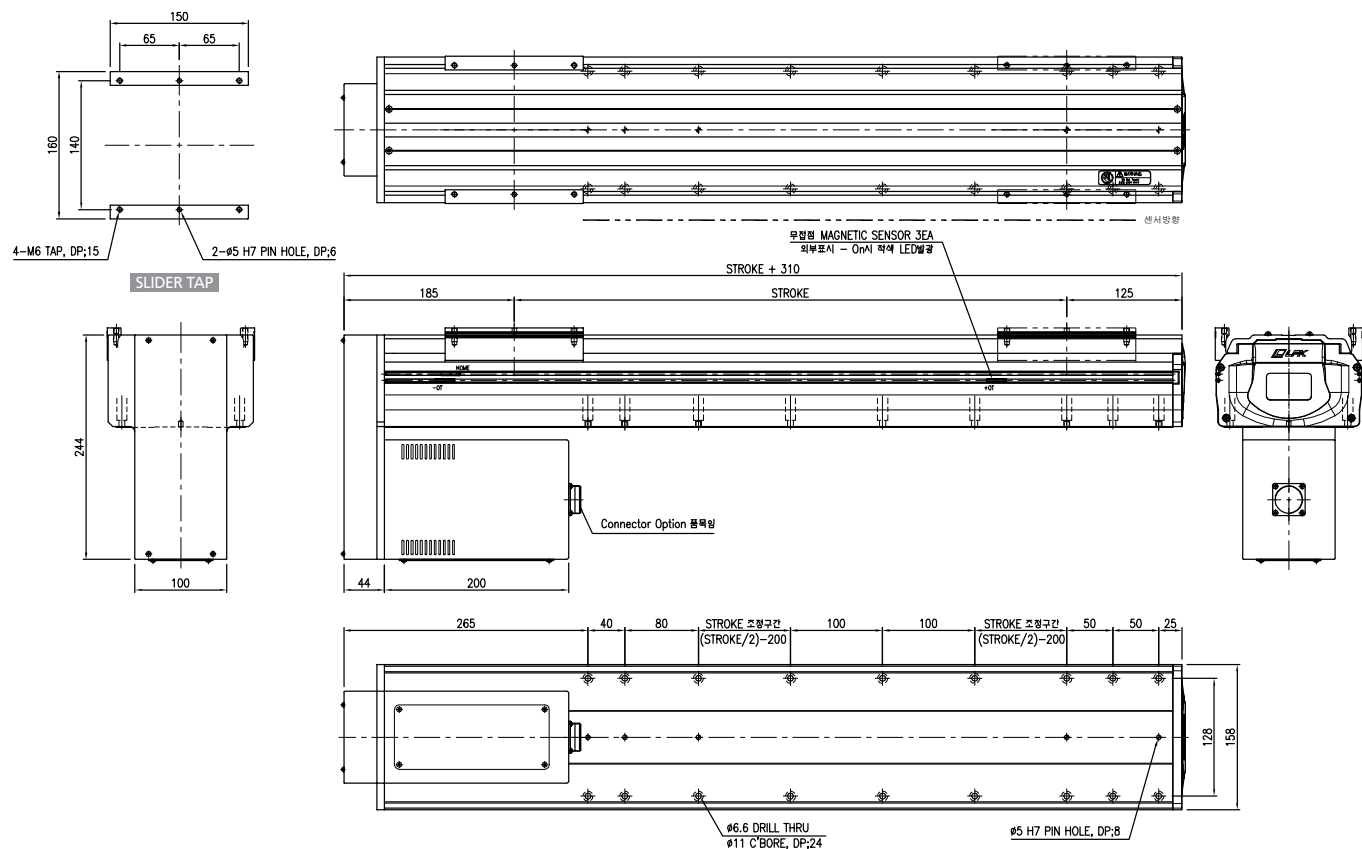 150
65
65
160
140
4-M6 TAP, DP;15
2-ø5 H7 PIN HOLE, DP;6
SLIDER TAP
센서방향
무접점 MAGNETIC SENSOR 3EA
외부표시 - On시 적색 LED발광
STROKE + 310
185
STROKE
125
HOME
-OT
+OT
244
100
Connector Option 품목임
44
200
265
40
80
STROKE 조정구간
(STROKE/2)-200
100
100
STROKE 조정구간
(STROKE/2)-200
50
50
25
128
158
ø6.6 DRILL THRU
ø11 C'BORE, DP;24
ø5 H7 PIN HOLE, DP;8